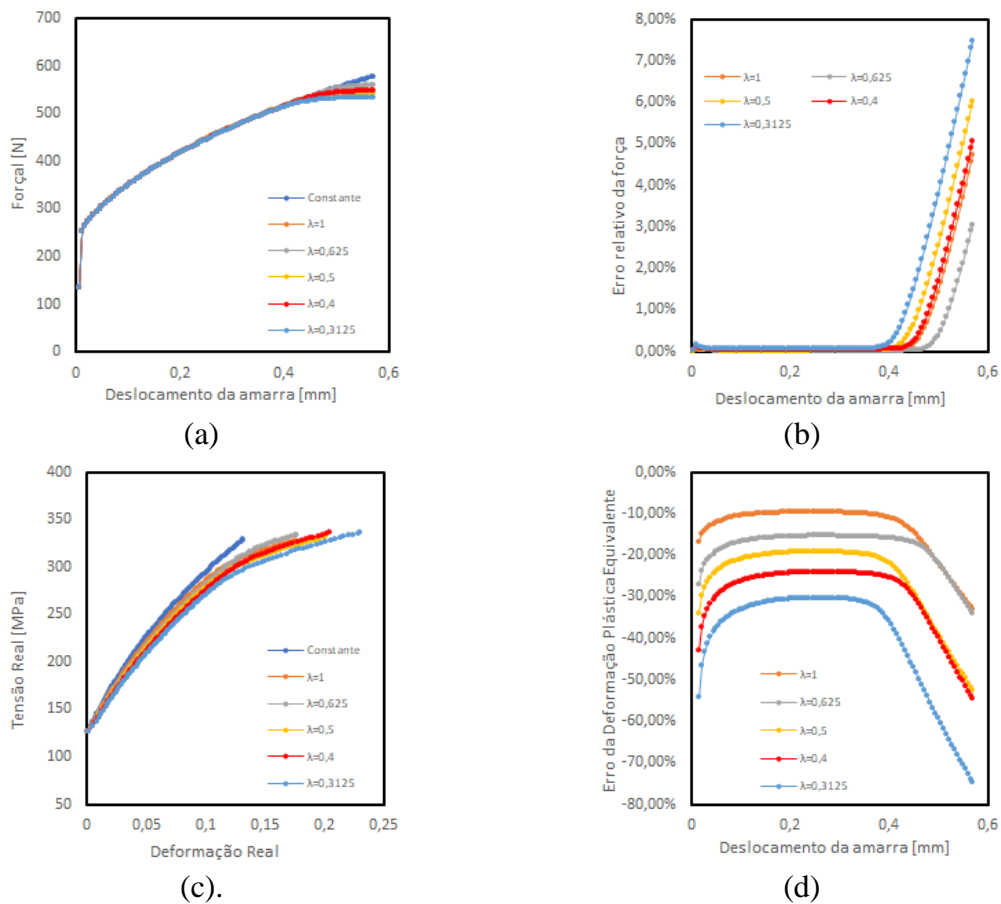 700
600
500
400
300
200
100
0
Forçal [N]
Constante
λ=1
λ=0,625
λ=0,5
λ=0,4
λ=0,3125
0 0,2 0,4 0,6
Deslocamento da amarra [mm]
(a)
8,00%
7,00%
6,00%
5,00%
4,00%
3,00%
2,00%
1,00%
0,00%
Erro relativo da força
λ=1 λ=0,625
λ=0,5 λ=0,4
λ=0,3125
0 0,2 0,4 0,6
Deslocamento da amarra [mm]
(b)
400
350
300
250
200
150
100
50
Tensão Real [MPa]
Constante
λ=1
λ=0,625
λ=0,5
λ=0,4
λ=0,3125
0 0,05 0,1 0,15 0,2 0,25
Deformação Real
(c).
0,00%
-10,00%
-20,00%
-30,00%
-40,00%
-50,00%
-60,00%
-70,00%
-80,00%
Erro da Deformação Plástica Equivalente
λ=1
λ=0,625
λ=0,5
λ=0,4
λ=0,3125
0 0,2 0,4 0,6
Deslocamento da amarra [mm]
(d)